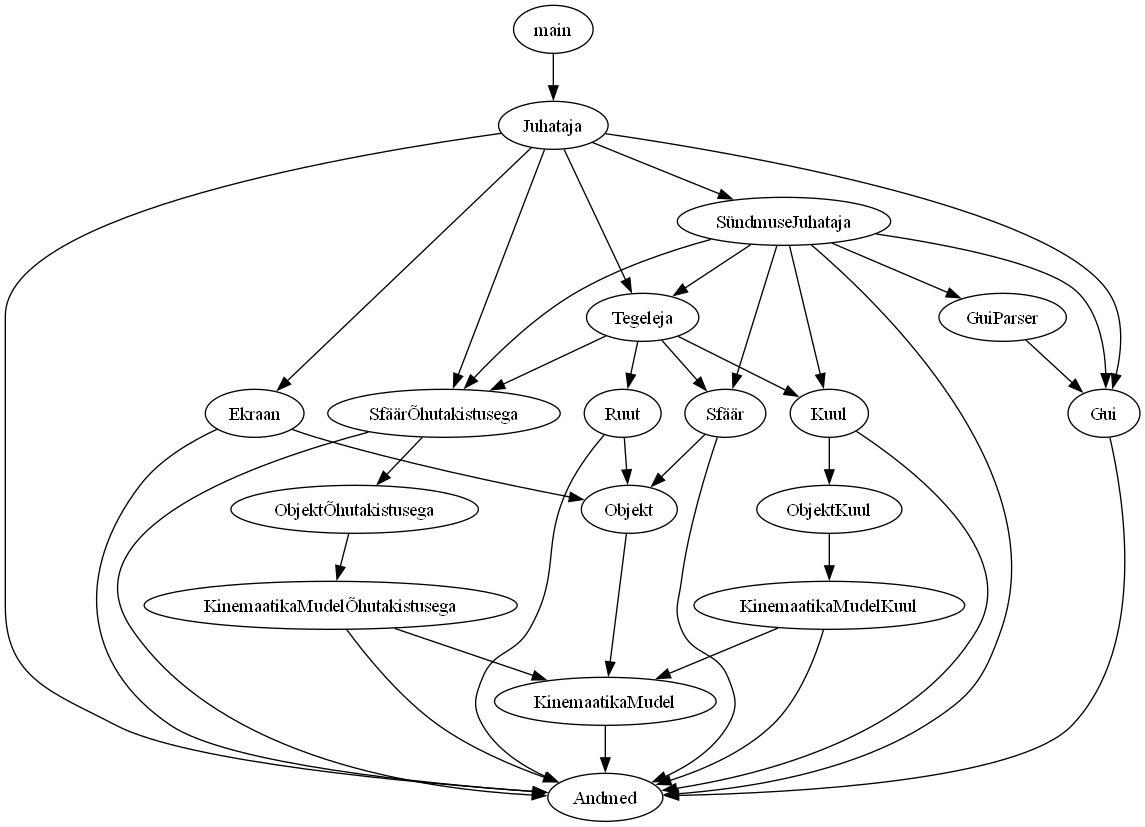 main
Juhataja
SündmuseJuhataja
Tegeleja
GuiParser
Ekraan
SfäärÕhutakistusega
Ruut
Sfäär
Kuul
Gui
ObjektÕhutakistusega
Objekt
ObjektKuul
KinemaatikaMudelÕhutakistusega
KinemaatikaMudelKuul
KinemaatikaMudel
Andmed